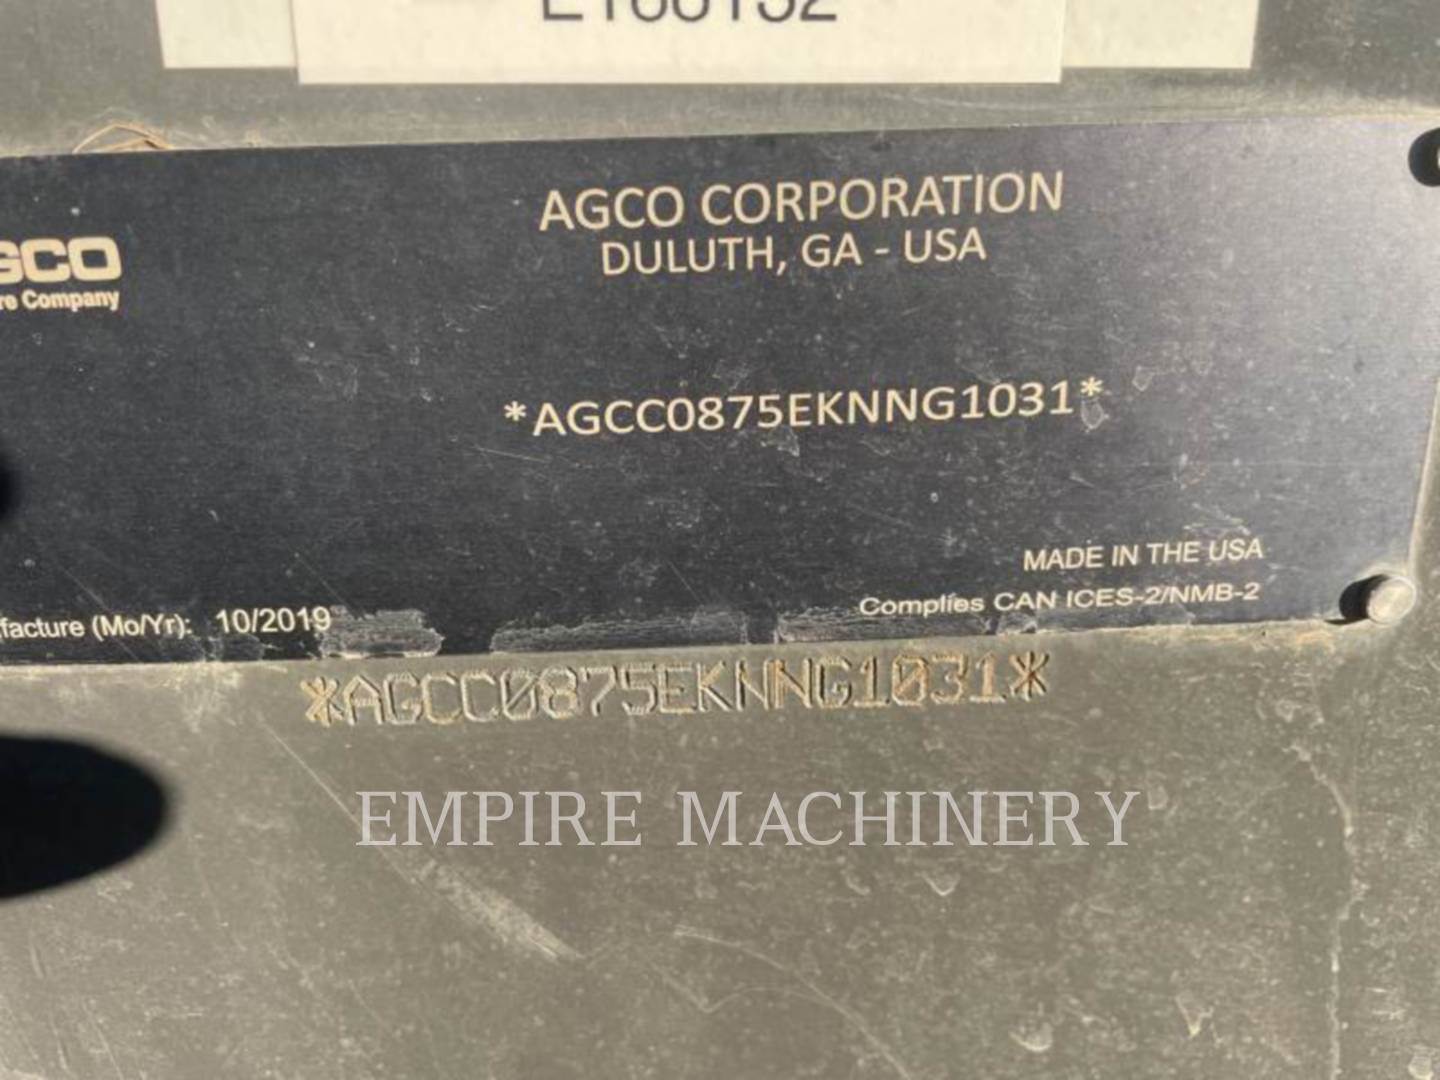 AGCO CORPORATION
DULUTH, GA - USA
GCO
re Company
*AGCC0875EKNNG1031*
MADE IN THE USA
Complies CAN ICES-2/NMB-2
facture (Mo/Yr): 10/2019
*AGCC0875EKNNG1031*
EMPIRE MACHINERY